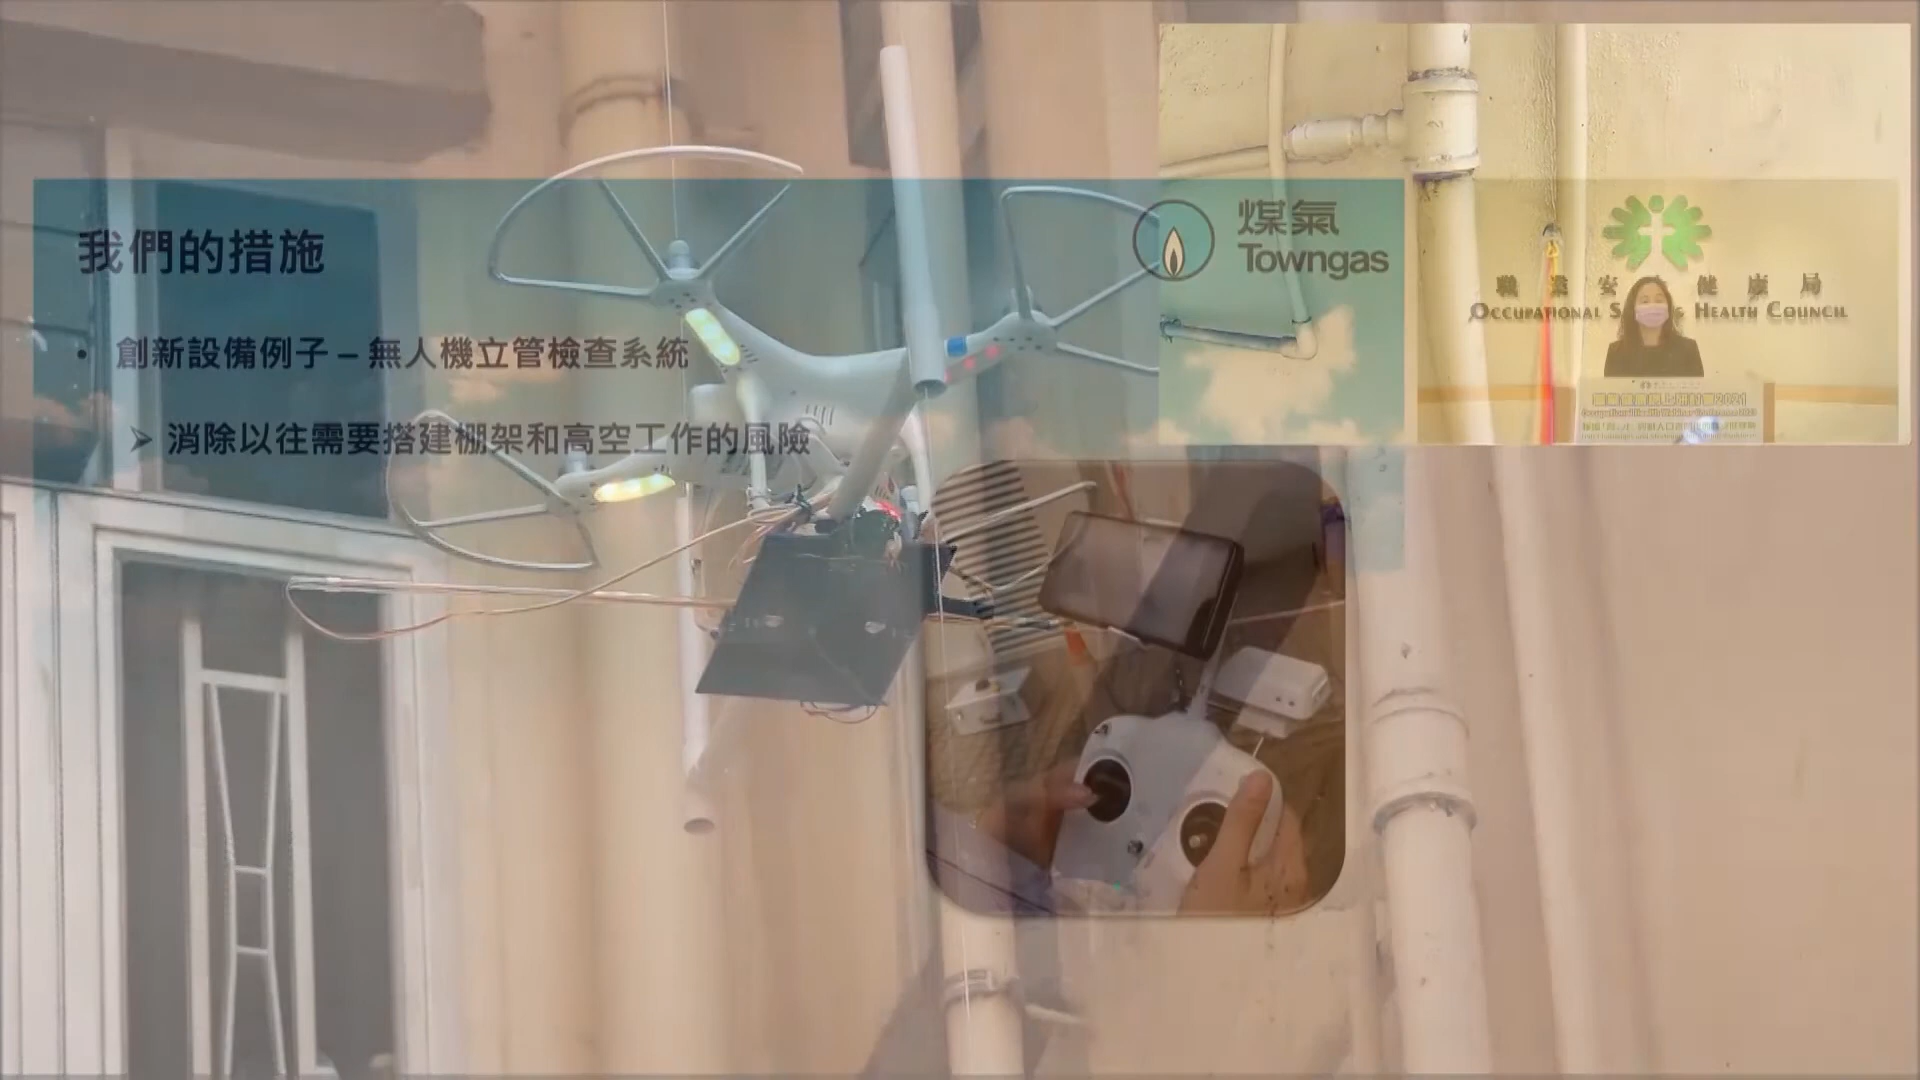 我們的措施
煤氣
Towngas
• 創新設備例子 – 無人機立管檢查系統
➤ 消除以往需要搭建棚架和高空工作的風險
職 業 安 健 康 局
OCCUPATIONAL HEALTH COUNCIL